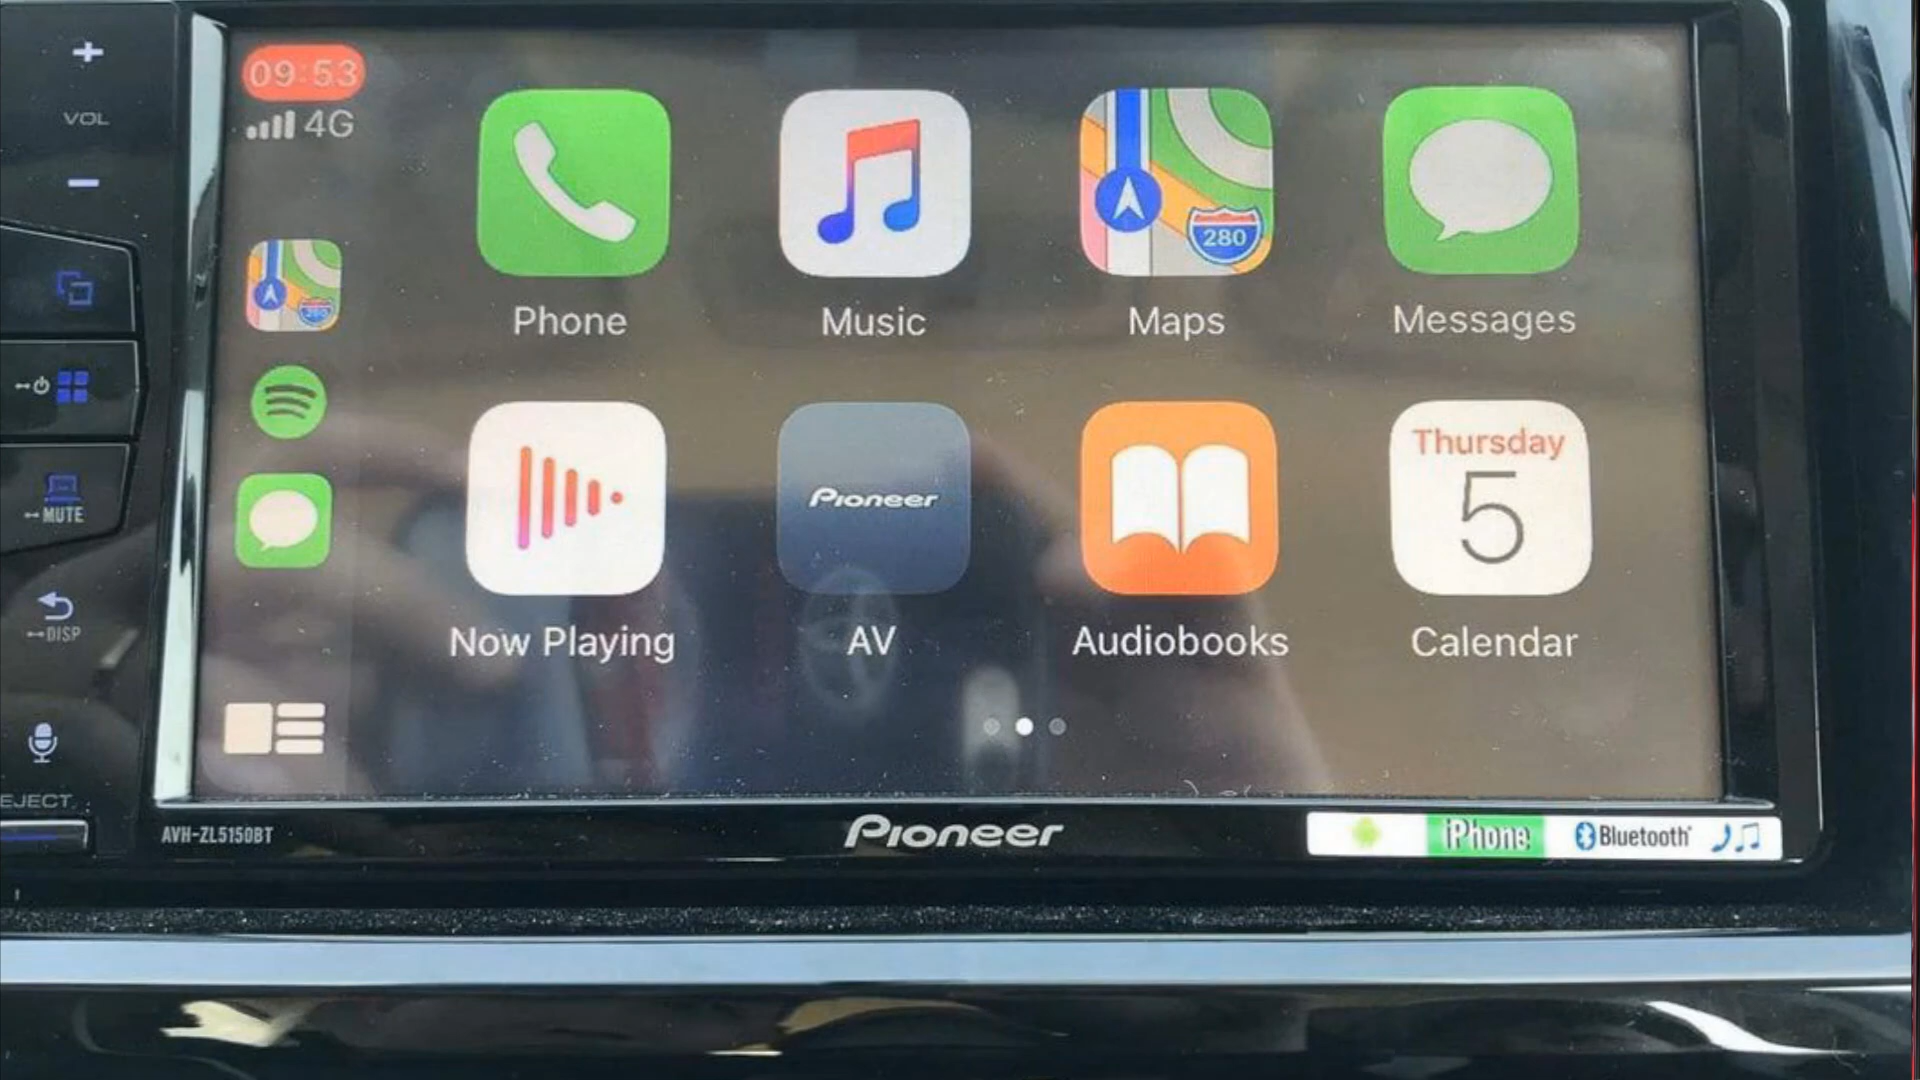 VOL
MUTE
DISP
EJECT
09:53
4G
280
280
Phone
Music
Maps
Messages
Pioneer
Thursday
5
Now Playing
AV
Audiobooks
Calendar
AVH-ZL5150BT
Pioneer
iPhone
Bluetooth